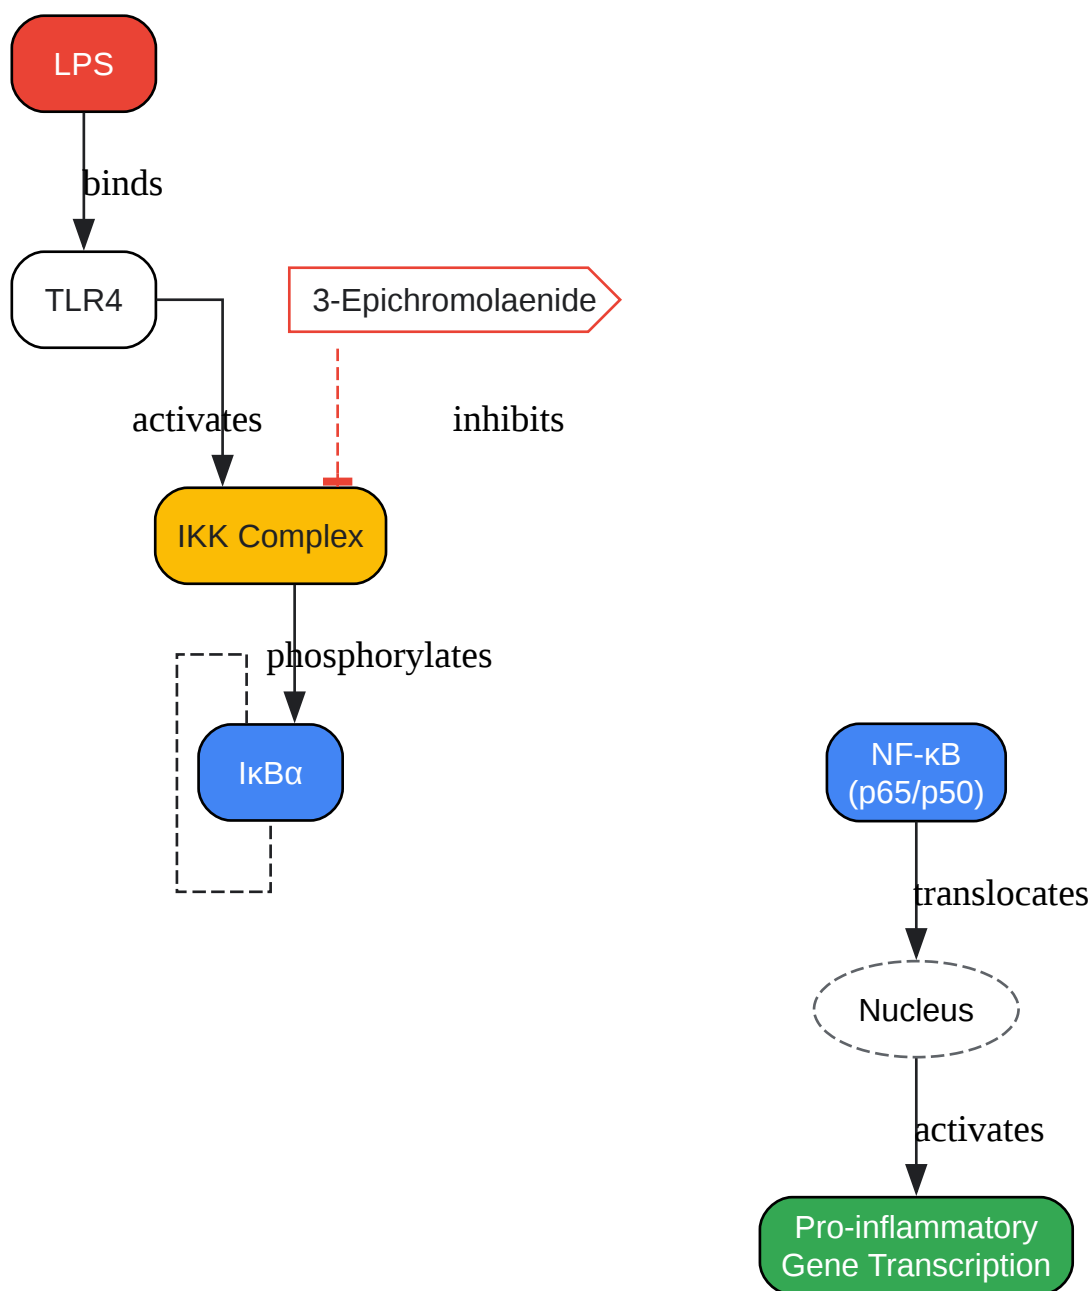 LPS
binds
TLR4
3-Epichromolaenide
activates
inhibits
IKK Complex
phosphorylates
IκBα
NF-κB
(p65/p50)
translocates
Nucleus
activates
Pro-inflammatory
Gene Transcription